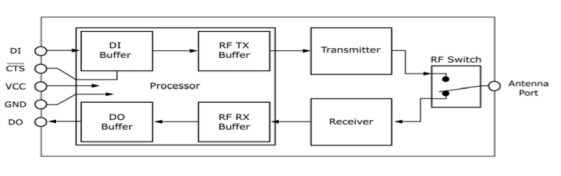 DI
CTS
VCC
GND
DO
DI
Buffer
RF TX
Buffer
Processor
DO
Buffer
RF RX
Buffer
Transmitter
Receiver
RF Switch
Antenna
Port